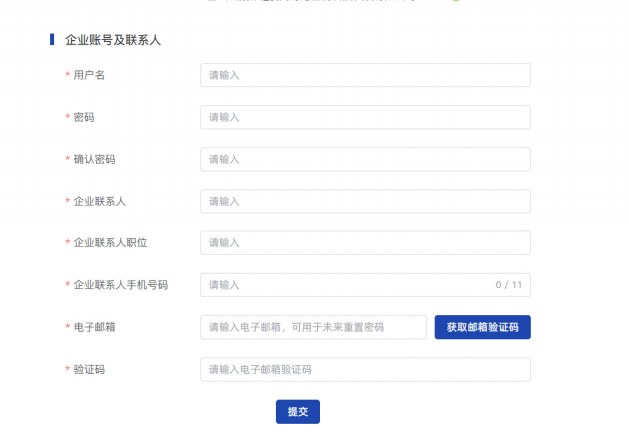 企业账号及联系人
* 用户名 请输入
* 密码 请输入
* 确认密码 请输入
* 企业联系人 请输入
* 企业联系人职位 请输入
* 企业联系人手机号码 请输入 0 / 11
* 电子邮箱 请输入电子邮箱，可用于未来重置密码 获取邮箱验证码
* 验证码 请输入电子邮箱验证码
提交